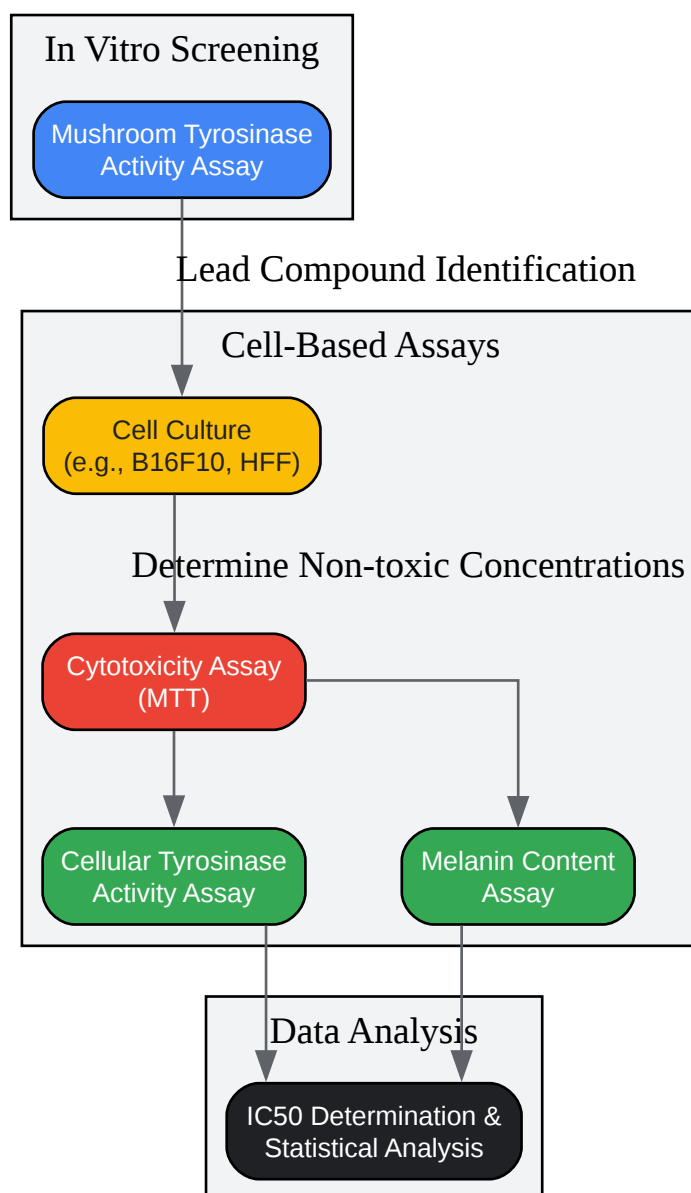 In Vitro Screening
Mushroom Tyrosinase
Activity Assay
Lead Compound Identification
Cell-Based Assays
Cell Culture
(e.g., B16F10, HFF)
Determine Non-toxic Concentrations
Cytotoxicity Assay
(MTT)
Cellular Tyrosinase
Activity Assay
Melanin Content
Assay
Data Analysis
IC50 Determination &
Statistical Analysis